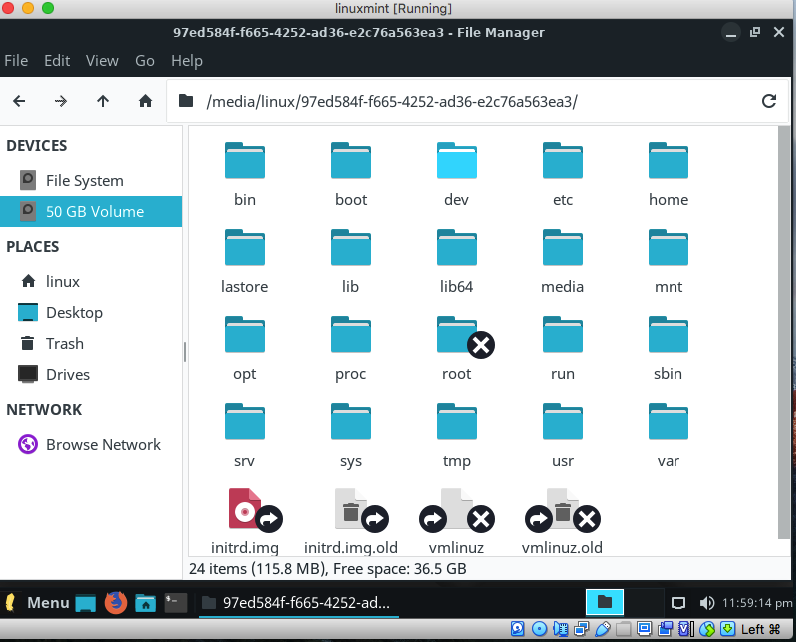 linuxmint [Running]
97ed584f-f665-4252-ad36-e2c76a563ea3 - File Manager
File Edit View Go Help
/media/linux/97ed584f-f665-4252-ad36-e2c76a563ea3/
DEVICES
File System
50 GB Volume
PLACES
linux
Desktop
Trash
Drives
NETWORK
Browse Network
bin boot dev etc home
lastore lib lib64 media mnt
opt proc root run sbin
srv sys tmp usr var
initrd.img initrd.img.old vmlinuz vmlinuz.old
24 items (115.8 MB), Free space: 36.5 GB
Menu 97ed584f-f665-4252-ad... 11:59:14 pm
Left ⌘